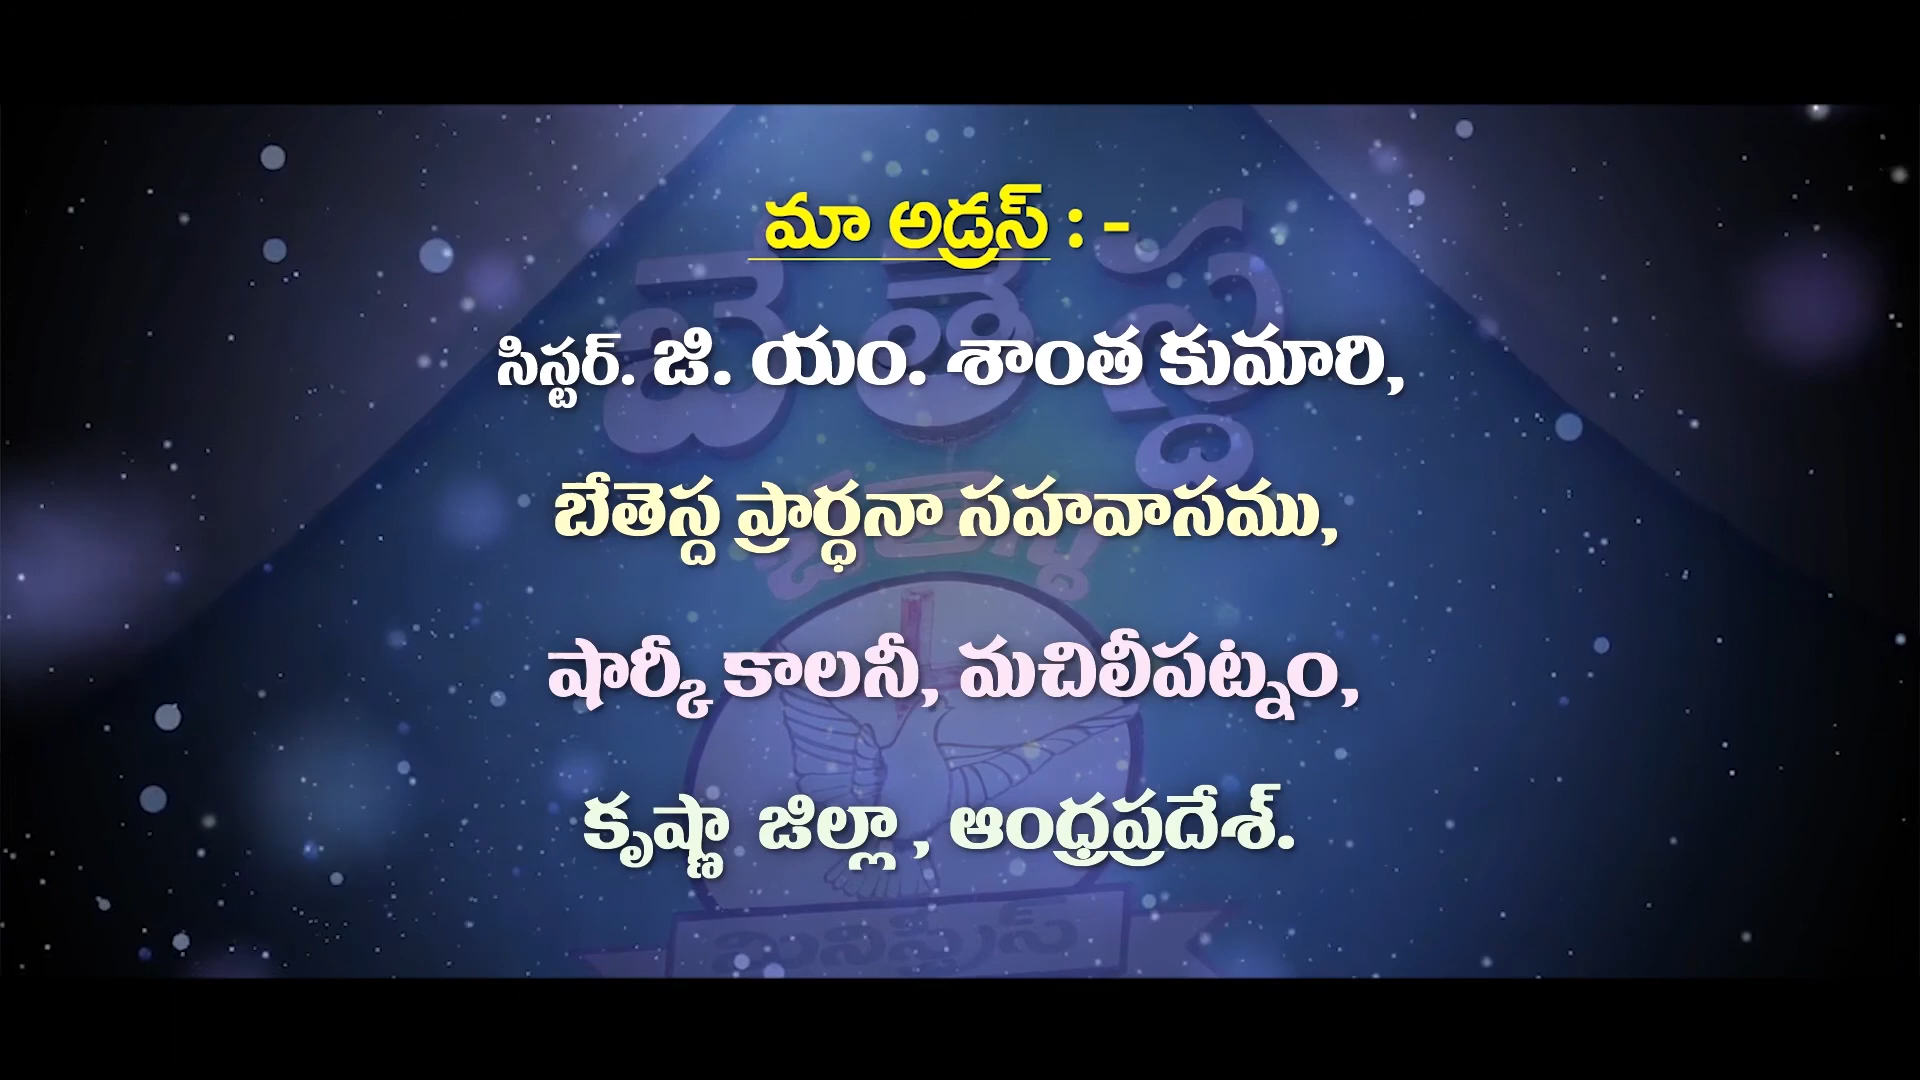 మా అడ్రస్ : -
సిస్టర్. జి. యం. శాంత కుమారి,
బేతెస్ద ప్రార్ధనా సహవాసము,
షార్కీ కాలనీ, మచిలీపట్నం,
కృష్ణా జిల్లా , ఆంధ్రప్రదేశ్.